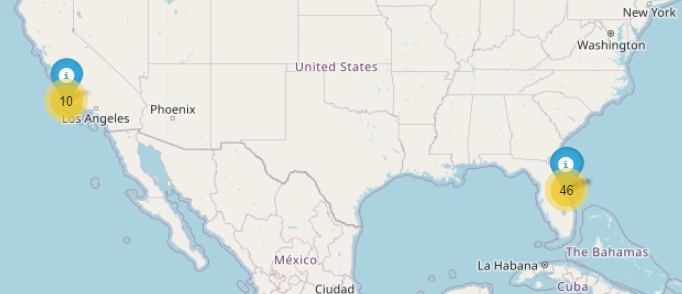 New York
Washington
United States
i
10
Los Angeles
Phoenix
i
46
The Bahamas
México
La Habana
Cuba
Ciudad